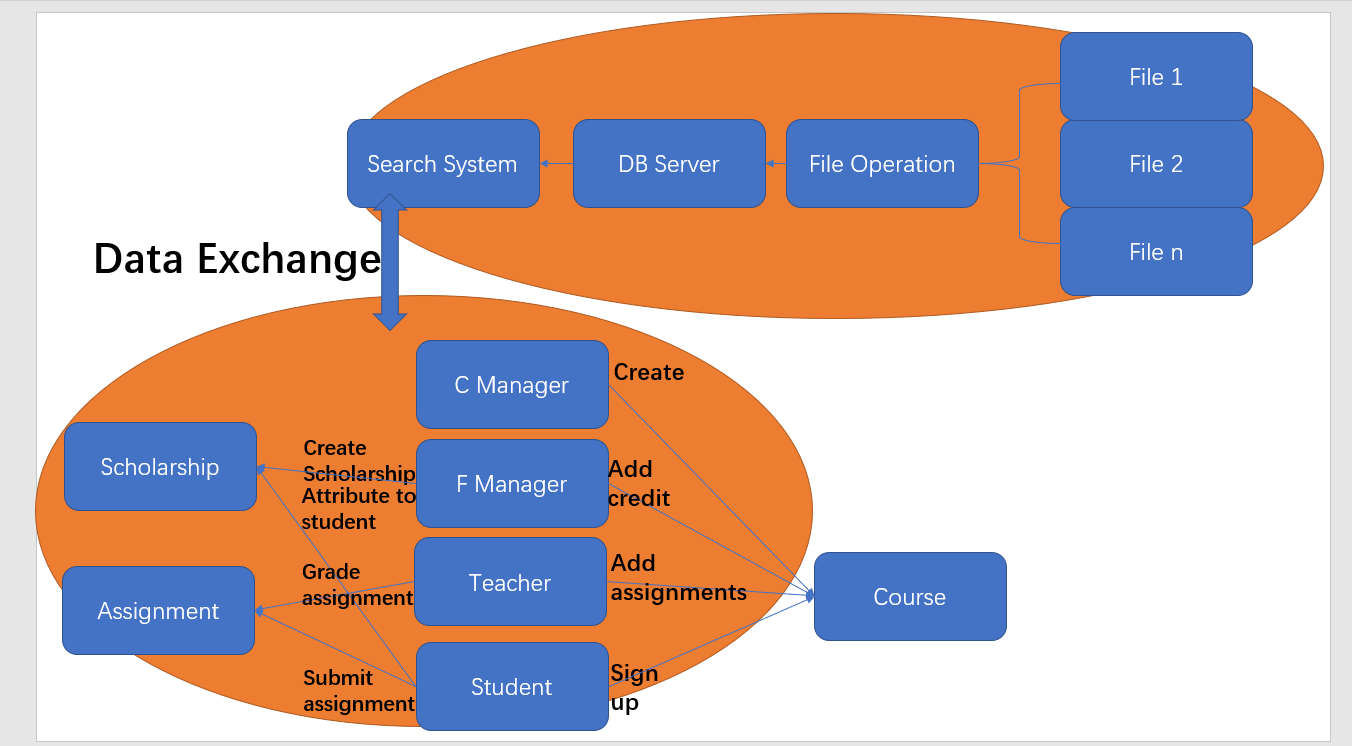 File 1
Search System
DB Server
File Operation
File 2
File n
Data Exchange
C Manager
Create
Scholarship
Create
Scholarship
Attribute to
student
F Manager
Add
credit
Assignment
Grade
assignment
Teacher
Add
assignments
Course
Submit
assignment
Student
Sign
up